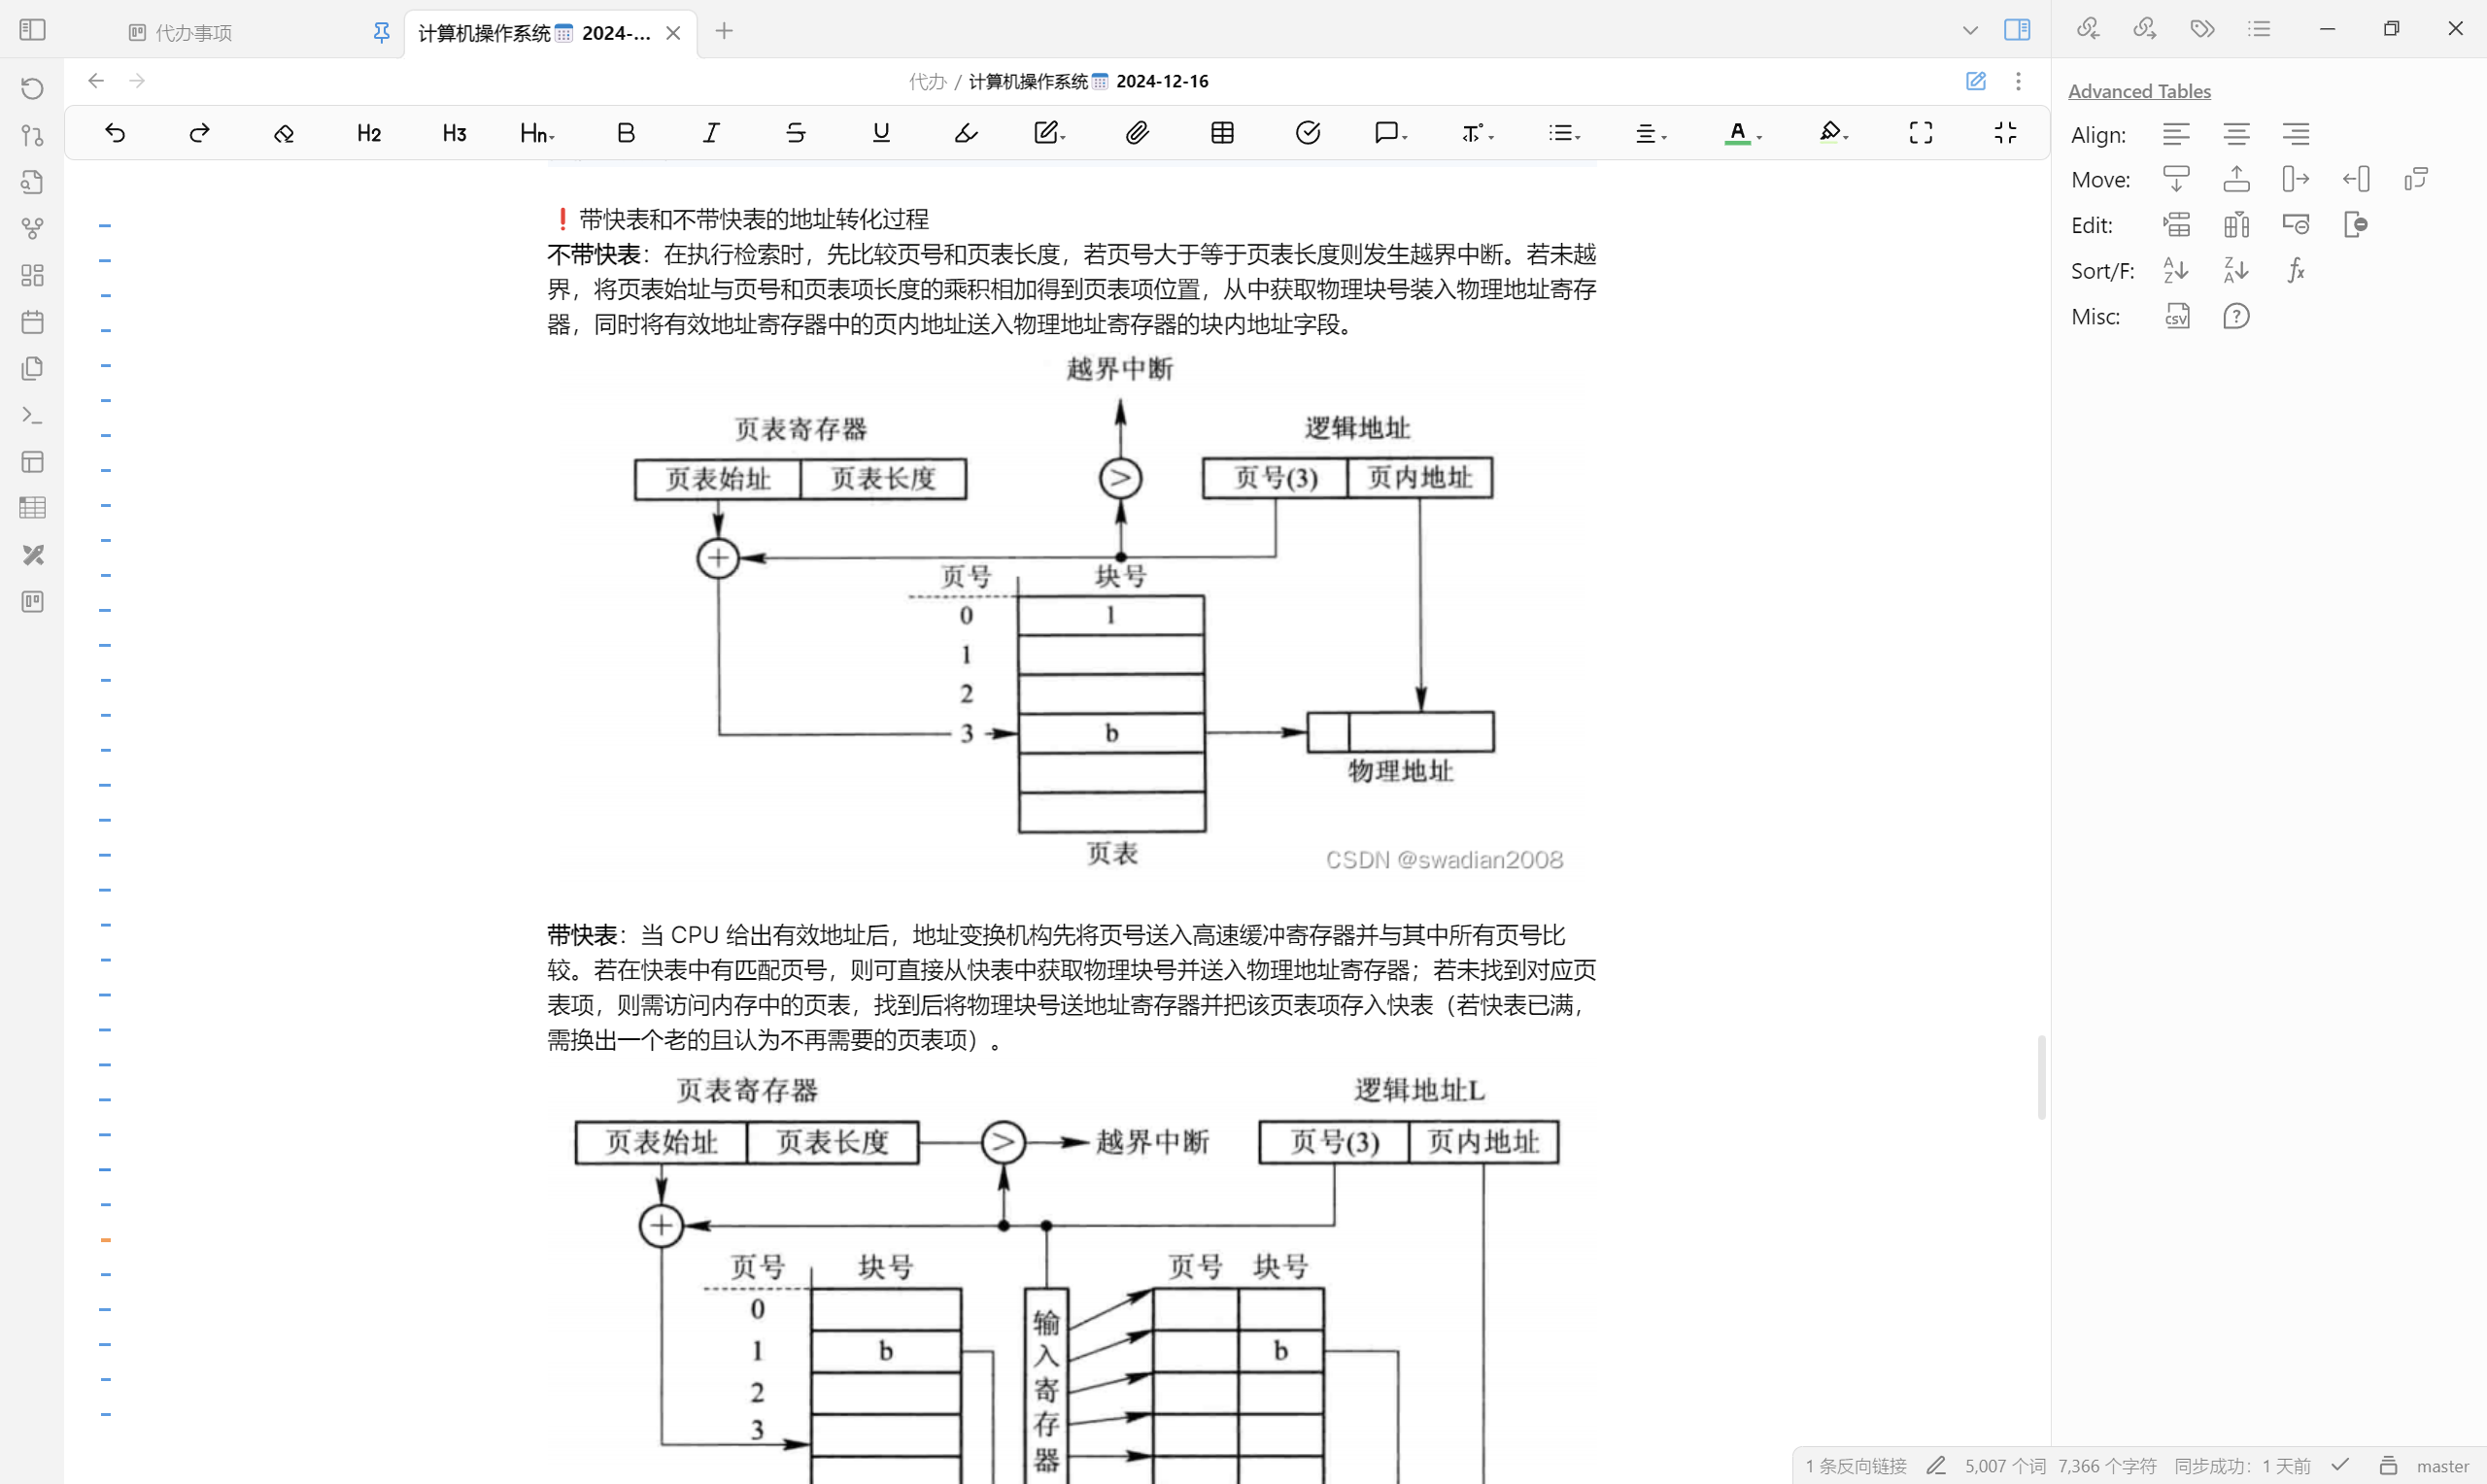 代办事项
计算机操作系统 2024-...
代办 / 计算机操作系统 2024-12-16
H2 H3 Hn B I S U A
Advanced Tables
Align:
Move:
Edit:
Sort/F:
Misc:
❗带快表和不带快表的地址转化过程
不带快表：在执行检索时，先比较页号和页表长度，若页号大于等于页表长度则发生越界中断。若未越
界，将页表始址与页号和页表项长度的乘积相加得到页表项位置，从中获取物理块号装入物理地址寄存
器，同时将有效地址寄存器中的页内地址送入物理地址寄存器的块内地址字段。
越界中断
页表寄存器 逻辑地址
页表始址 页表长度 > 页号(3) 页内地址
+
页号 块号
0 1
1
2
3 b
物理地址
页表
CSDN @swadian2008
带快表：当 CPU 给出有效地址后，地址变换机构先将页号送入高速缓冲寄存器并与其中所有页号比
较。若在快表中有匹配页号，则可直接从快表中获取物理块号并送入物理地址寄存器；若未找到对应页
表项，则需访问内存中的页表，找到后将物理块号送地址寄存器并把该页表项存入快表（若快表已满，
需换出一个老的且认为不再需要的页表项）。
页表寄存器 逻辑地址L
页表始址 页表长度 > 越界中断 页号(3) 页内地址
+
页号 块号 页号 块号
0
1 b b
2
3
输入寄存器
1 条反向链接 5,007 个词 7,366 个字符 同步成功：1 天前 master